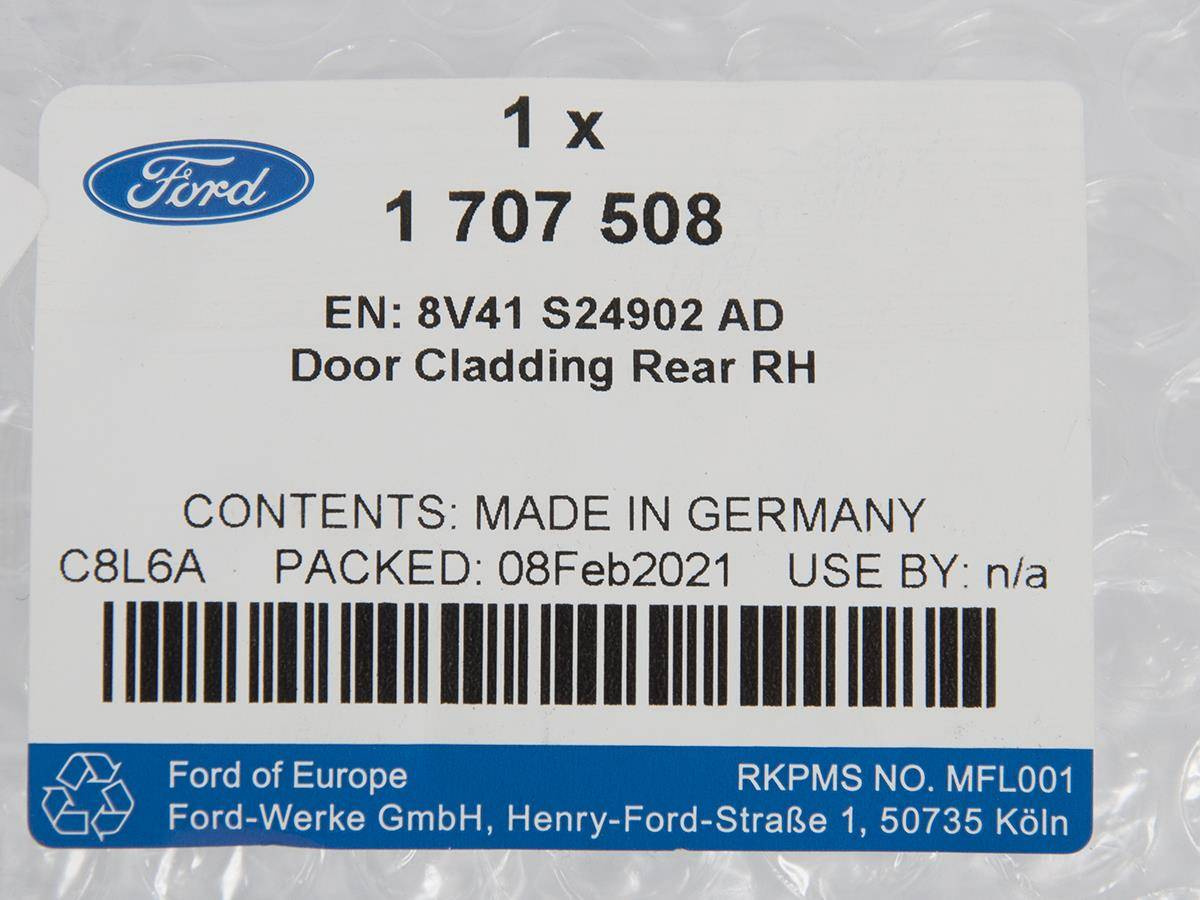 1 x
Ford
1 707 508
EN: 8V41 S24902 AD
Door Cladding Rear RH
CONTENTS: MADE IN GERMANY
C8L6A PACKED: 08Feb2021 USE BY: n/a
Ford of Europe RKPMS NO. MFL001
Ford-Werke GmbH, Henry-Ford-Straße 1, 50735 Köln